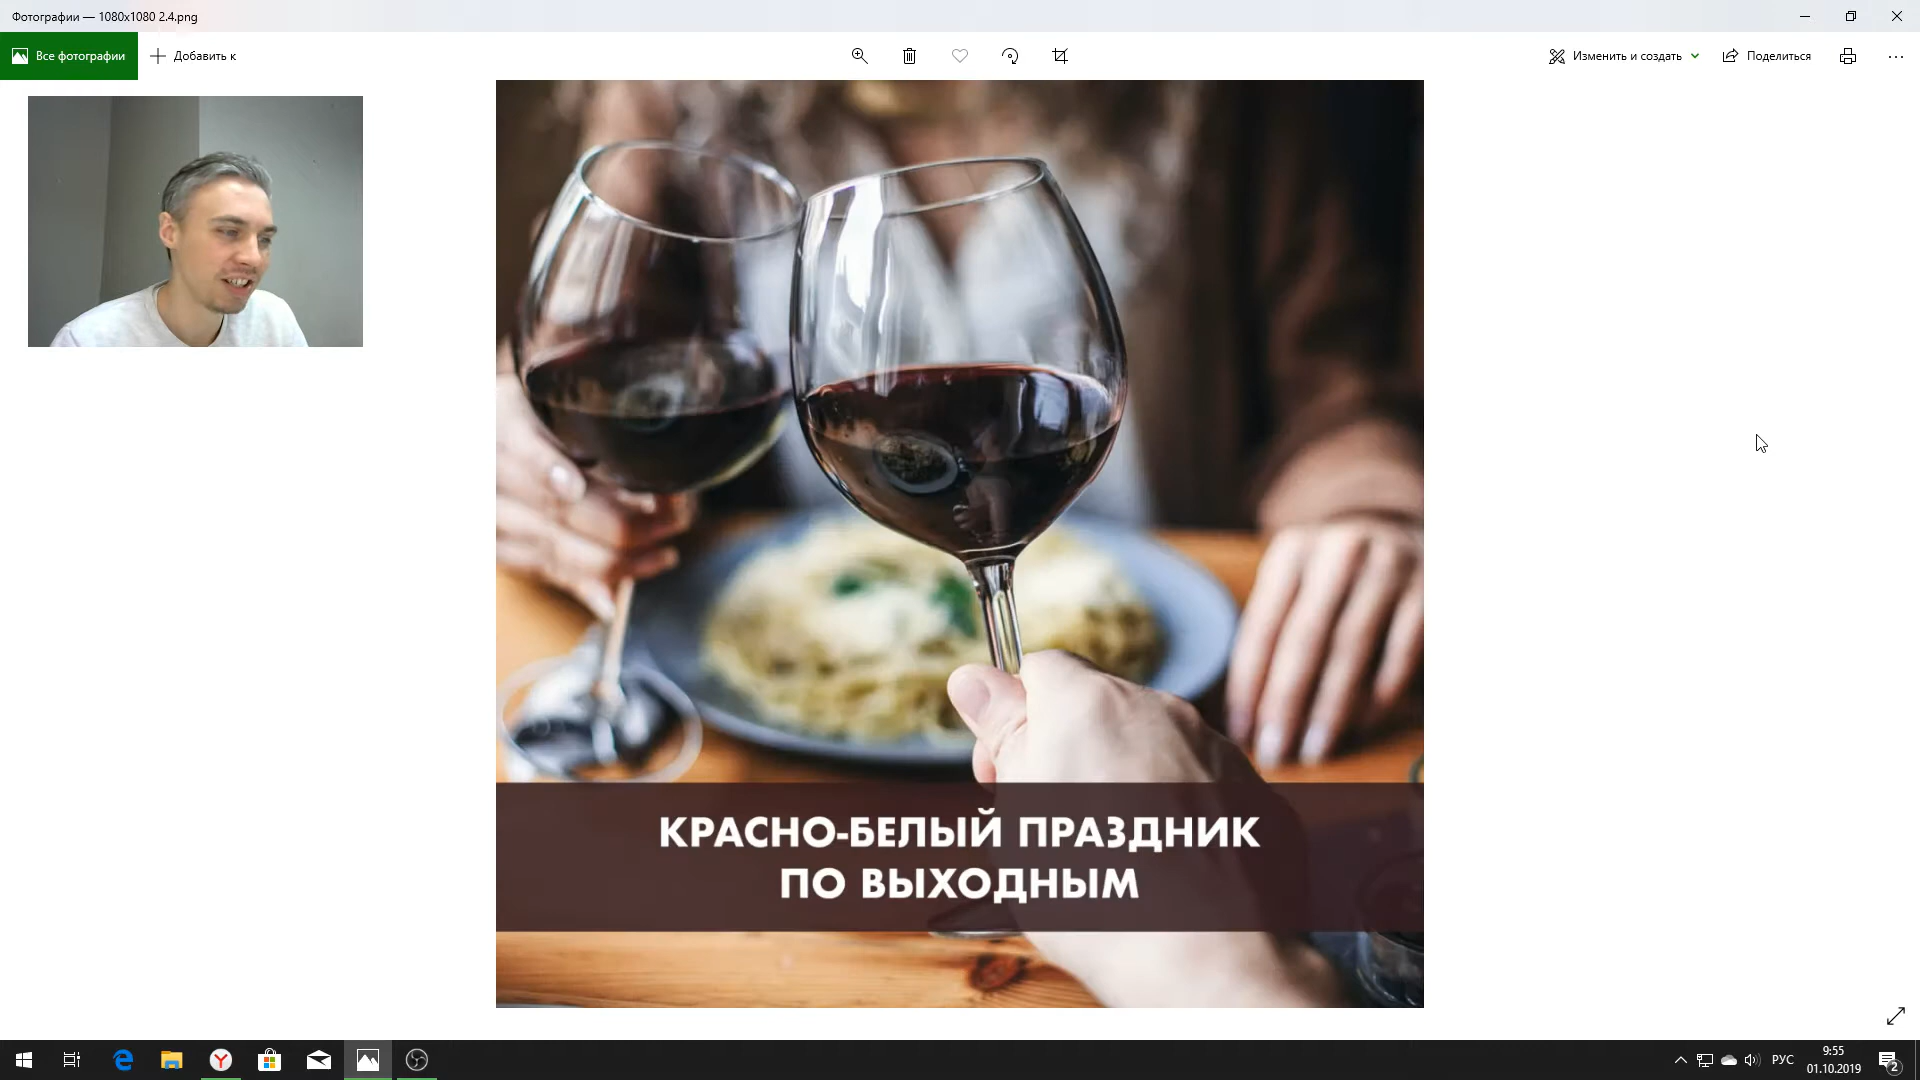 Фотографии — 1080x1080 2.4.png
Все фотографии
Добавить к
Изменить и создать
Поделиться
КРАСНО-БЕЛЫЙ ПРАЗДНИК
ПО ВЫХОДНЫМ
РУС
9:55
01.10.2019
2